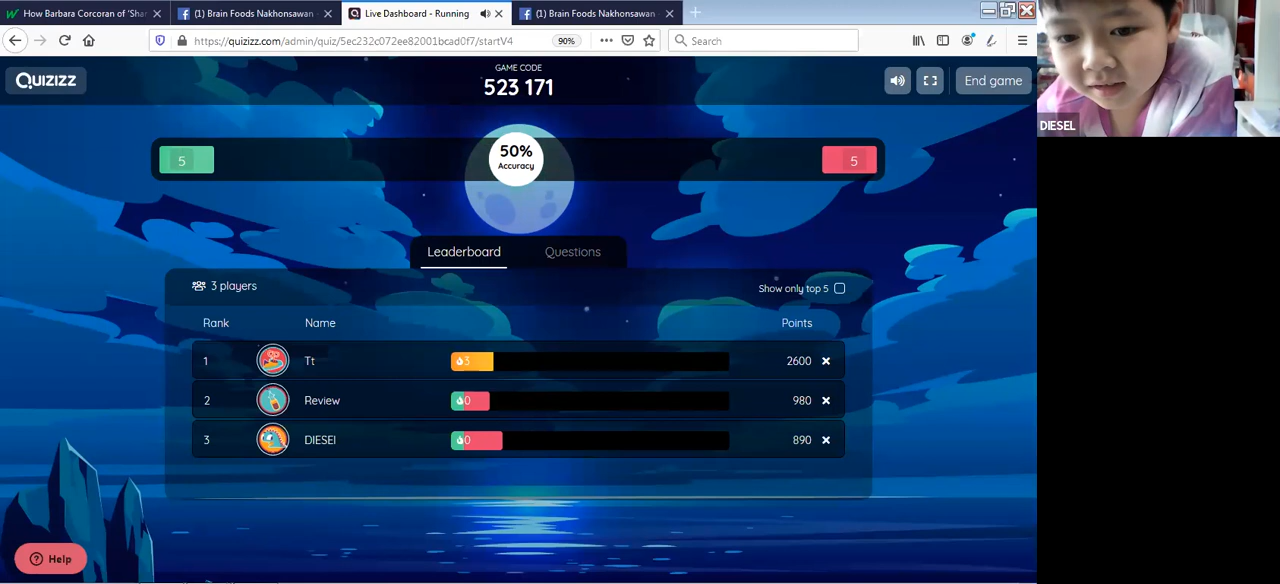 How Barbara Corcoran of 'Shar
(1) Brain Foods Nakhonsawan -
Live Dashboard - Running
(1) Brain Foods Nakhonsawan
https://quizizz.com/admin/quiz/5ec232c072ee82001bcad0f7/startV4
90%
Search
Quizizz
GAME CODE
523 171
End game
DIESEL
5
50%
Accuracy
5
Leaderboard
Questions
3 players
Show only top 5
Rank
Name
Points
1
Tt
3
2600
2
Review
0
980
3
DIESEl
0
890
Help